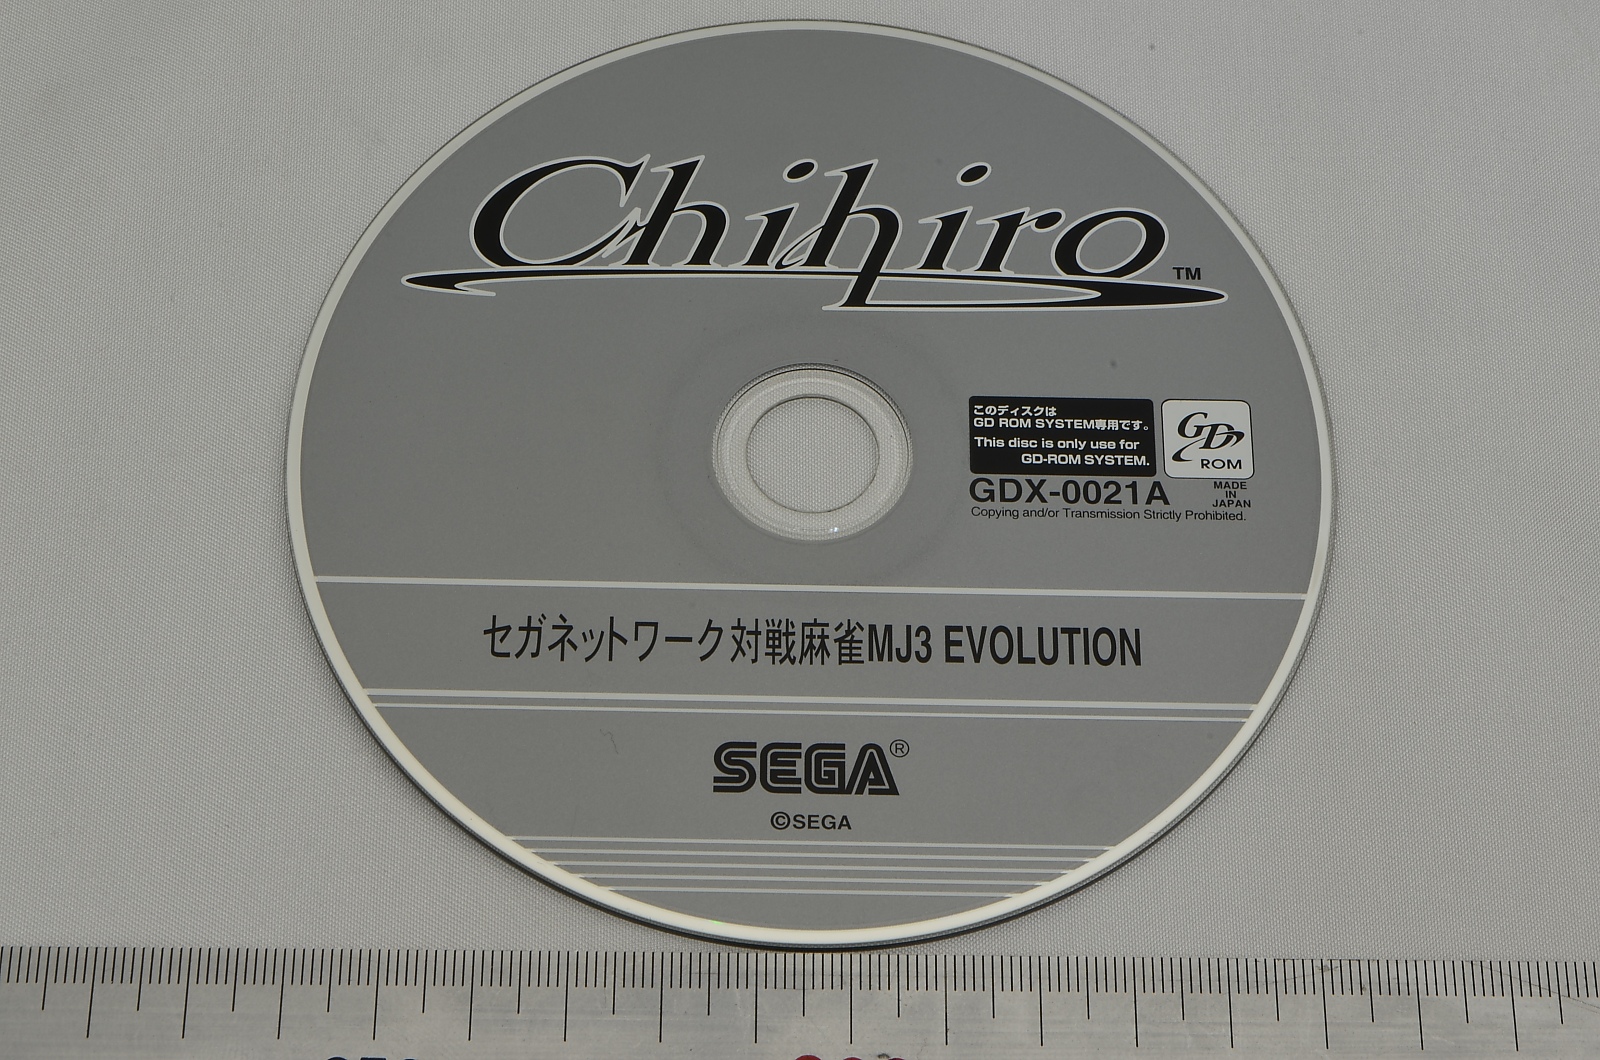 Chihiro™
このディスクは
GD ROM SYSTEM専用です。
This disc is only use for
GD-ROM SYSTEM.
GD
ROM
GDX-0021A
MADE
IN
JAPAN
Copying and/or Transmission Strictly Prohibited.
セガネットワーク対戦麻雀MJ3 EVOLUTION
SEGA®
©SEGA